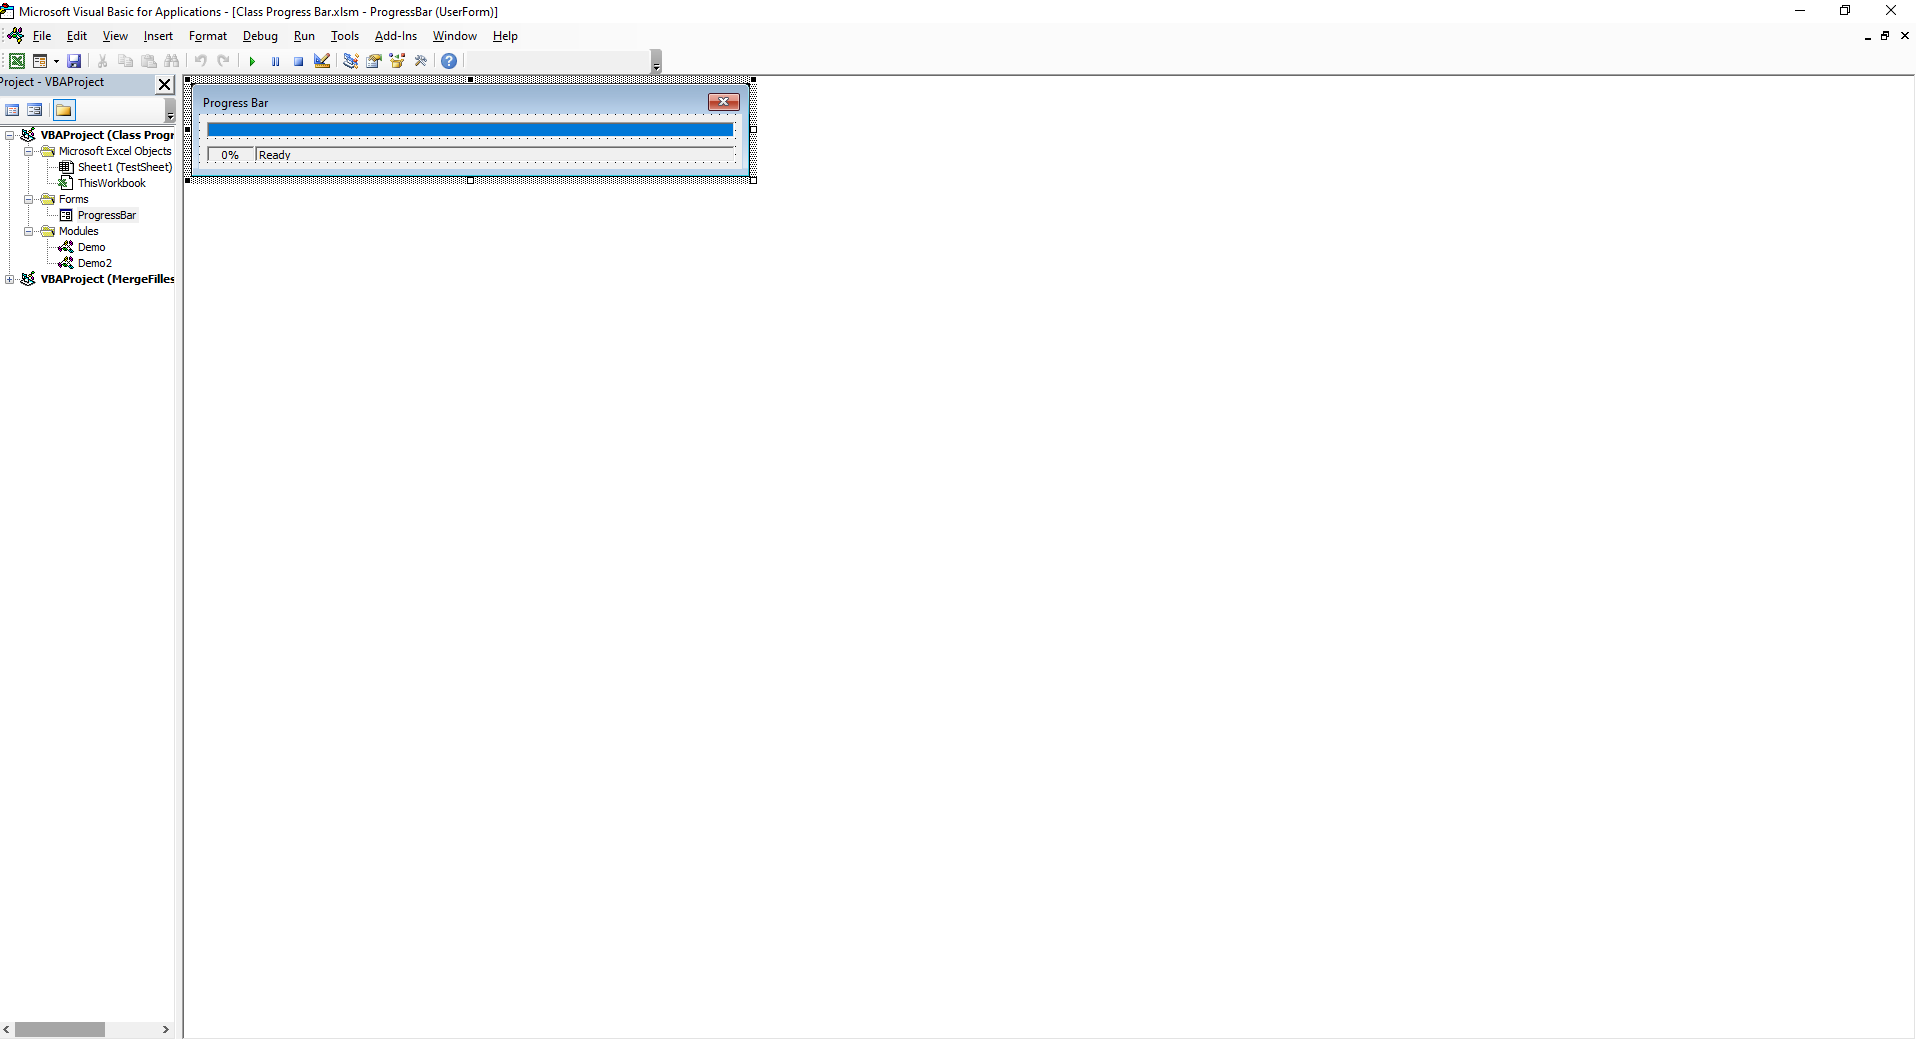 Microsoft Visual Basic for Applications - [Class Progress Bar.xlsm - ProgressBar (UserForm)]
File Edit View Insert Format Debug Run Tools Add-Ins Window Help
Project - VBAProject
VBAProject (Class Progr
Microsoft Excel Objects
Sheet1 (TestSheet)
ThisWorkbook
Forms
ProgressBar
Modules
Demo
Demo2
VBAProject (MergeFilles
Progress Bar
0% Ready